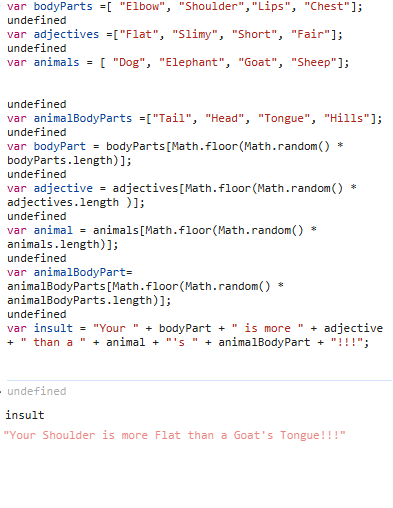 var bodyParts =[ "Elbow", "Shoulder","Lips", "Chest"];
undefined
var adjectives =["Flat", "Slimy", "Short", "Fair"];
undefined
var animals = [ "Dog", "Elephant", "Goat", "Sheep"];
undefined
var animalBodyParts =["Tail", "Head", "Tongue", "Hills"];
undefined
var bodyPart = bodyParts[Math.floor(Math.random() *
bodyParts.length)];
undefined
var adjective = adjectives[Math.floor(Math.random() *
adjectives.length )];
undefined
var animal = animals[Math.floor(Math.random() *
animals.length)];
undefined
var animalBodyPart=
animalBodyParts[Math.floor(Math.random() *
animalBodyParts.length)];
undefined
var insult = "Your " + bodyPart + " is more " + adjective
+ " than a " + animal + "'s " + animalBodyPart + "!!!";
undefined
insult
"Your Shoulder is more Flat than a Goat's Tongue!!!"